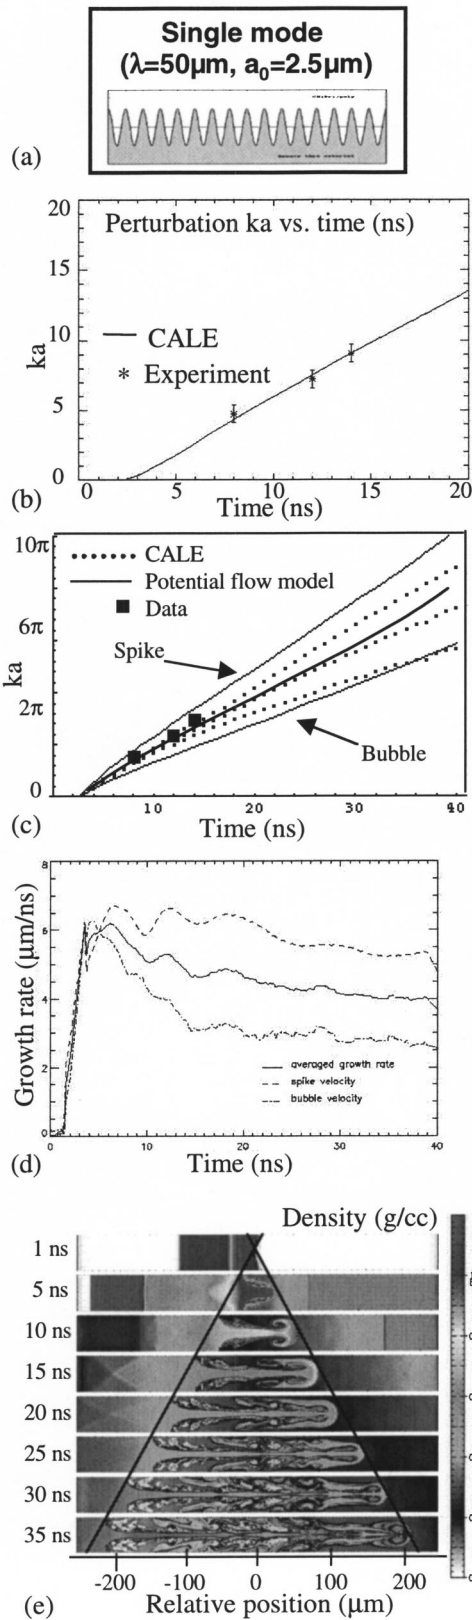 Single mode
(λ=50μm, a₀=2.5μm)
(a)
20
Perturbation ka vs. time (ns)
15
ka
10
CALE
* Experiment
5
0
0 5 10 15 20
(b)
Time (ns)
10π
CALE
Potential flow model
Data
6π
ka
Spike
2π
Bubble
0
10 20 30 40
(c)
Time (ns)
8
6
Growth rate (μm/ns)
4
2
averaged growth rate
spike velocity
bubble velocity
0
0 10 20 30 40
(d)
Time (ns)
Density (g/cc)
1 ns
5 ns
10 ns
15 ns
20 ns
25 ns
30 ns
35 ns
-200 -100 0 100 200
(e)
Relative position (μm)